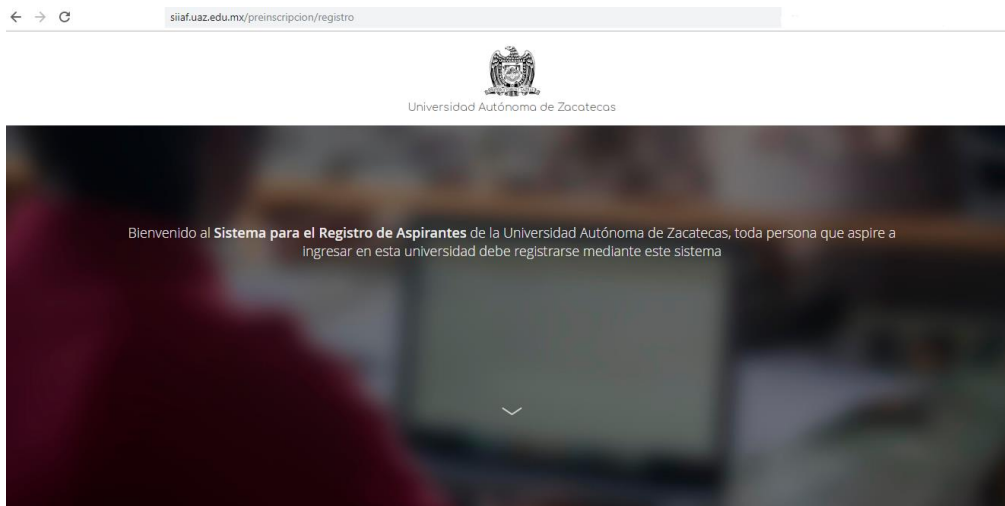 siiaf.uaz.edu.mx/preinscripcion/registro
Universidad Autónoma de Zacatecas
Bienvenido al Sistema para el Registro de Aspirantes de la Universidad Autónoma de Zacatecas, toda persona que aspire a
ingresar en esta universidad debe registrarse mediante este sistema